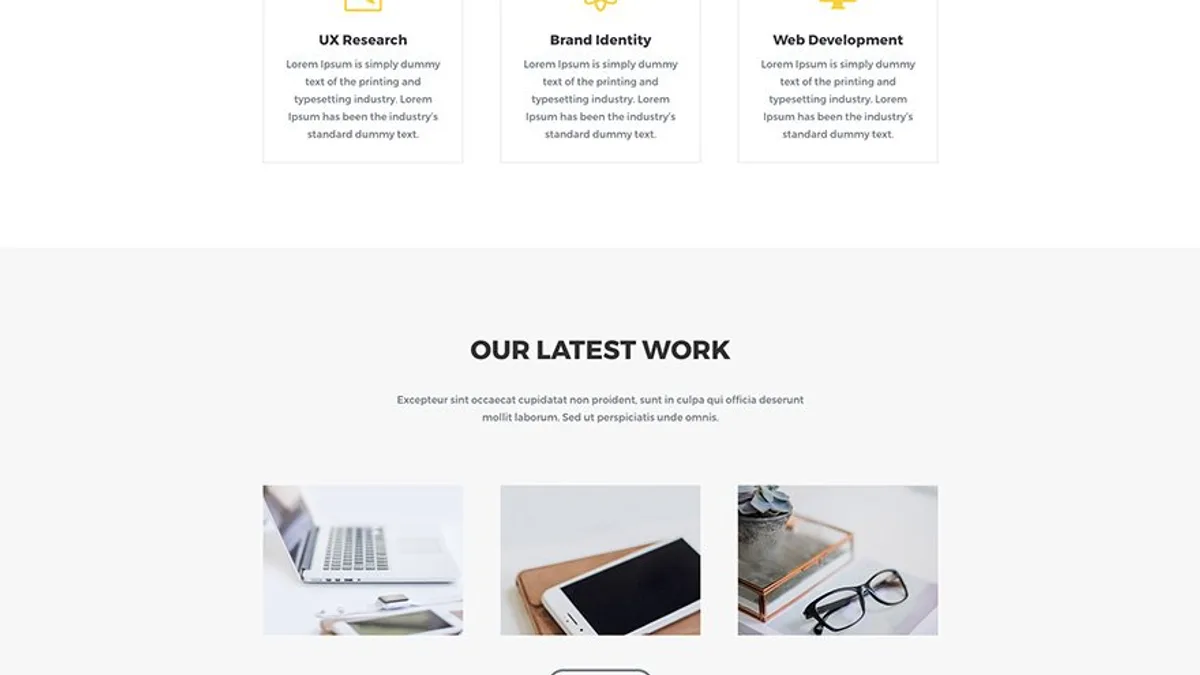 UX Research
Lorem Ipsum is simply dummy
text of the printing and
typesetting industry. Lorem
Ipsum has been the industry's
standard dummy text.
Brand Identity
Lorem Ipsum is simply dummy
text of the printing and
typesetting industry. Lorem
Ipsum has been the industry's
standard dummy text.
Web Development
Lorem Ipsum is simply dummy
text of the printing and
typesetting industry. Lorem
Ipsum has been the industry's
standard dummy text.
OUR LATEST WORK
Excepteur sint occaecat cupidatat non proident, sunt in culpa qui officia deserunt
mollit laborum. Sed ut perspiciatis unde omnis.